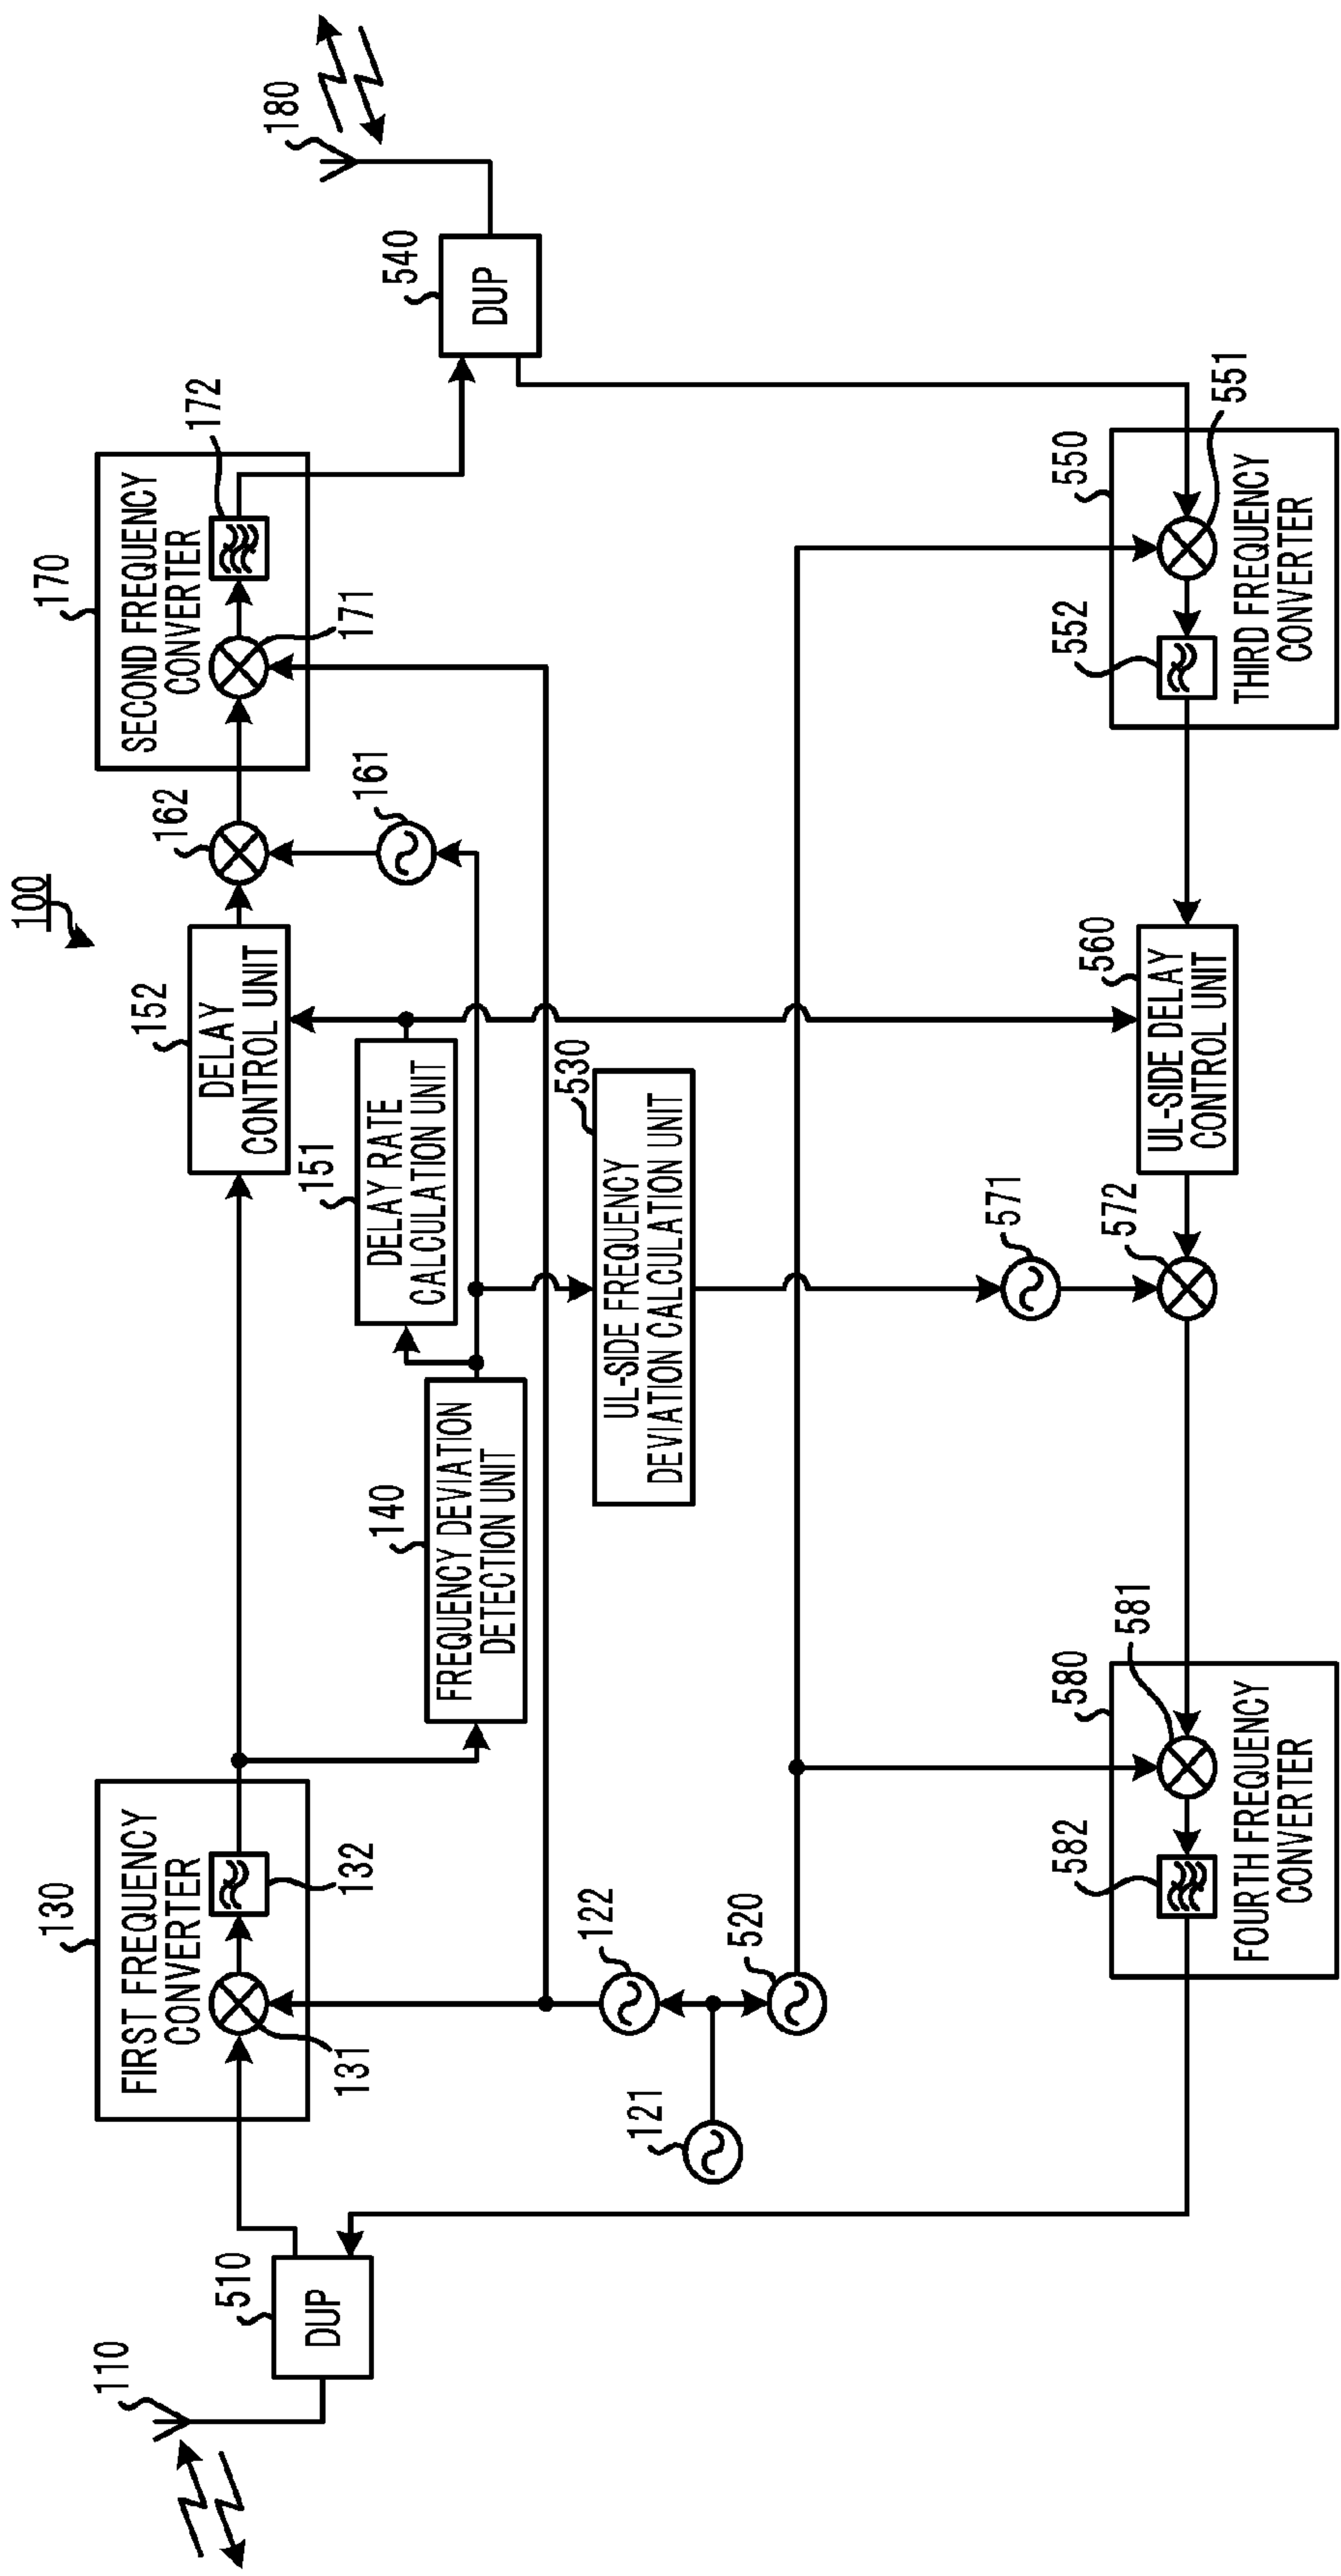 100
110
510
DUP
130
FIRST FREQUENCY
CONVERTER
131
132
121
122
520
140
FREQUENCY DEVIATION
DETECTION UNIT
151
DELAY RATE
CALCULATION UNIT
152
DELAY
CONTROL UNIT
530
UL-SIDE FREQUENCY
DEVIATION CALCULATION UNIT
162
161
170
SECOND FREQUENCY
CONVERTER
171
172
180
540
DUP
580
581
582
FOURTH FREQUENCY
CONVERTER
571
572
560
UL-SIDE DELAY
CONTROL UNIT
550
551
552
THIRD FREQUENCY
CONVERTER